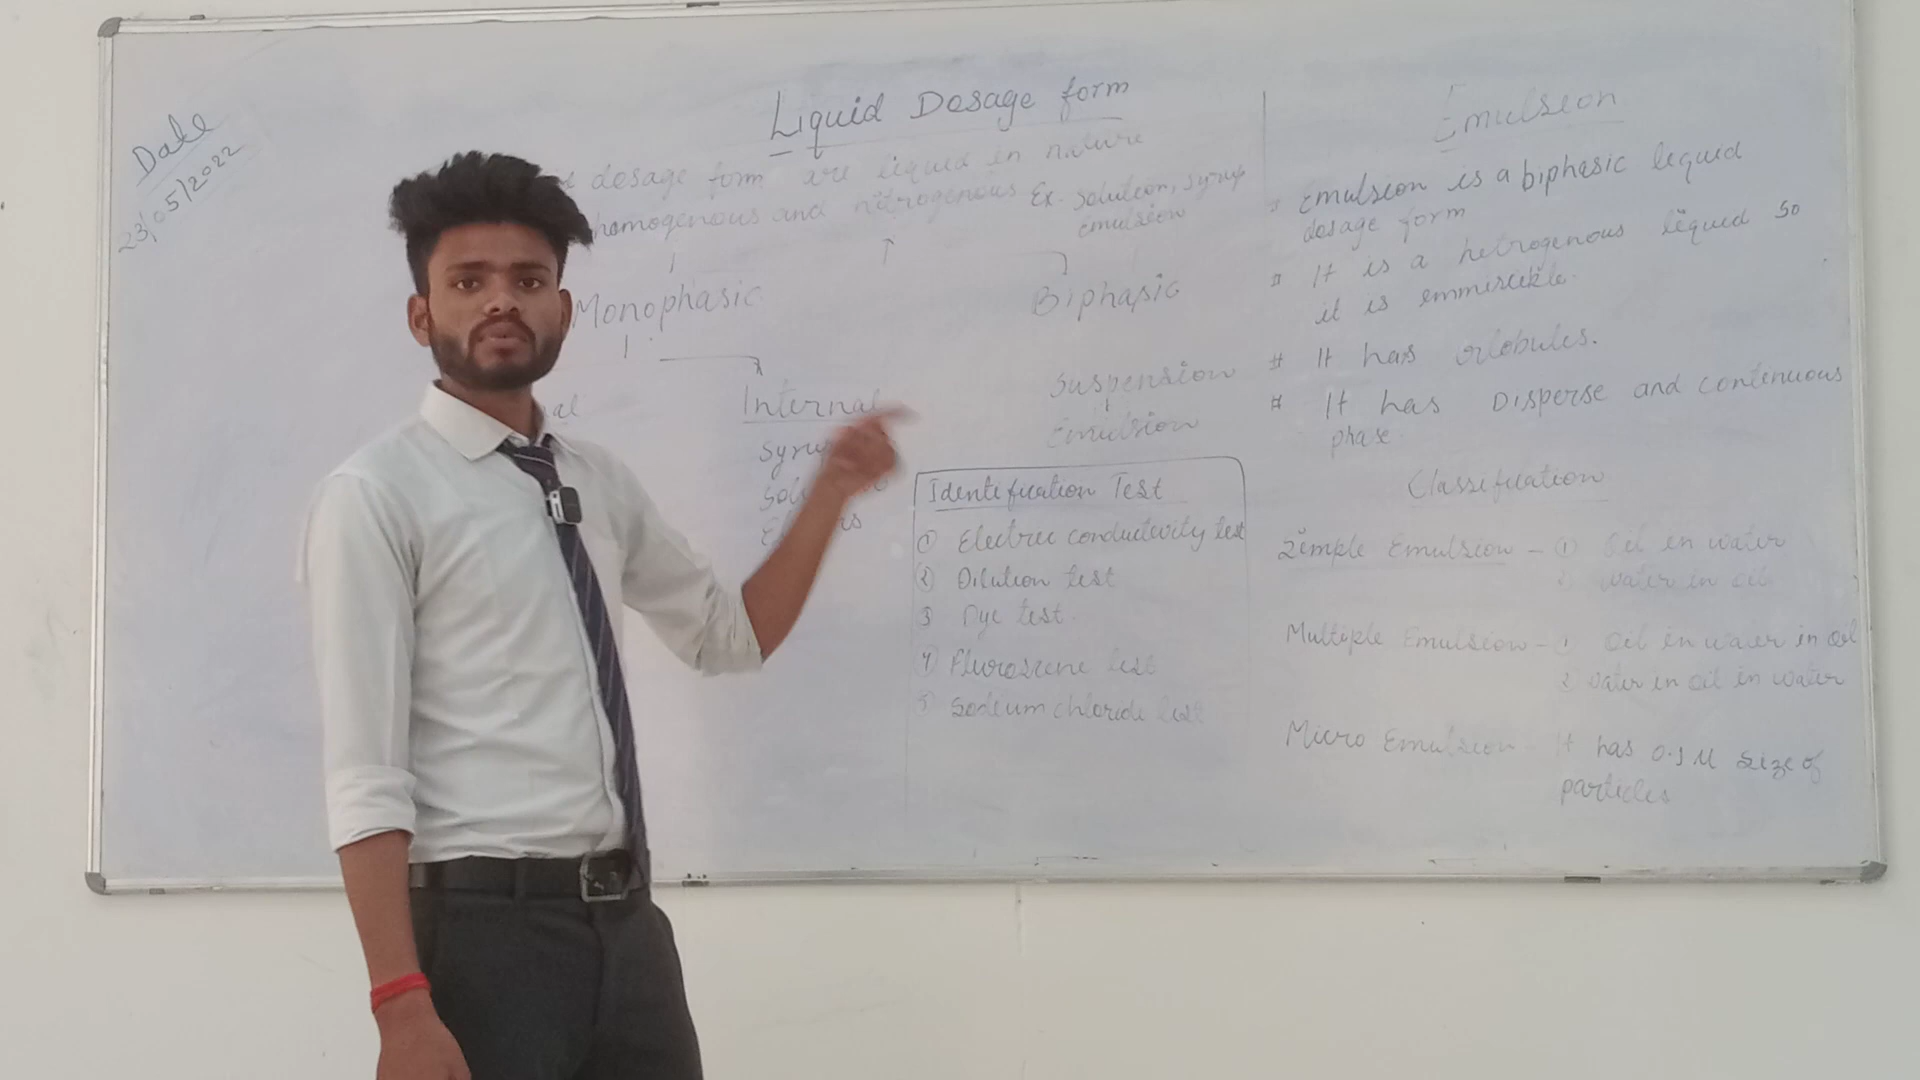 Date
23/05/2022
Liquid Dosage form
dosage form are liquid in nature
homogenous and nitrogenous Ex. Solution, Syrup
emulsion
Monophasic
Biphasic
Internal
Suspension
Emulsion
Identification Test
① Electrec conductivity test
② Dilution test
③ Dye test
④ Fluroscene test
⑤ Sodium chloride test
Emulsion
# emulsion is a biphasic liquid
dosage form
# It is a hetrogenous liquid so
it is emmiscible.
# It has Globules.
# It has Disperse and contenuous
phase.
Classification
Simple Emulsion - ① Oil in water
2 water in oil
Multiple Emulsion - 1 Oil in water in oil
2 water in oil in water
Micro Emulsion It has 0.1 M size of
particles